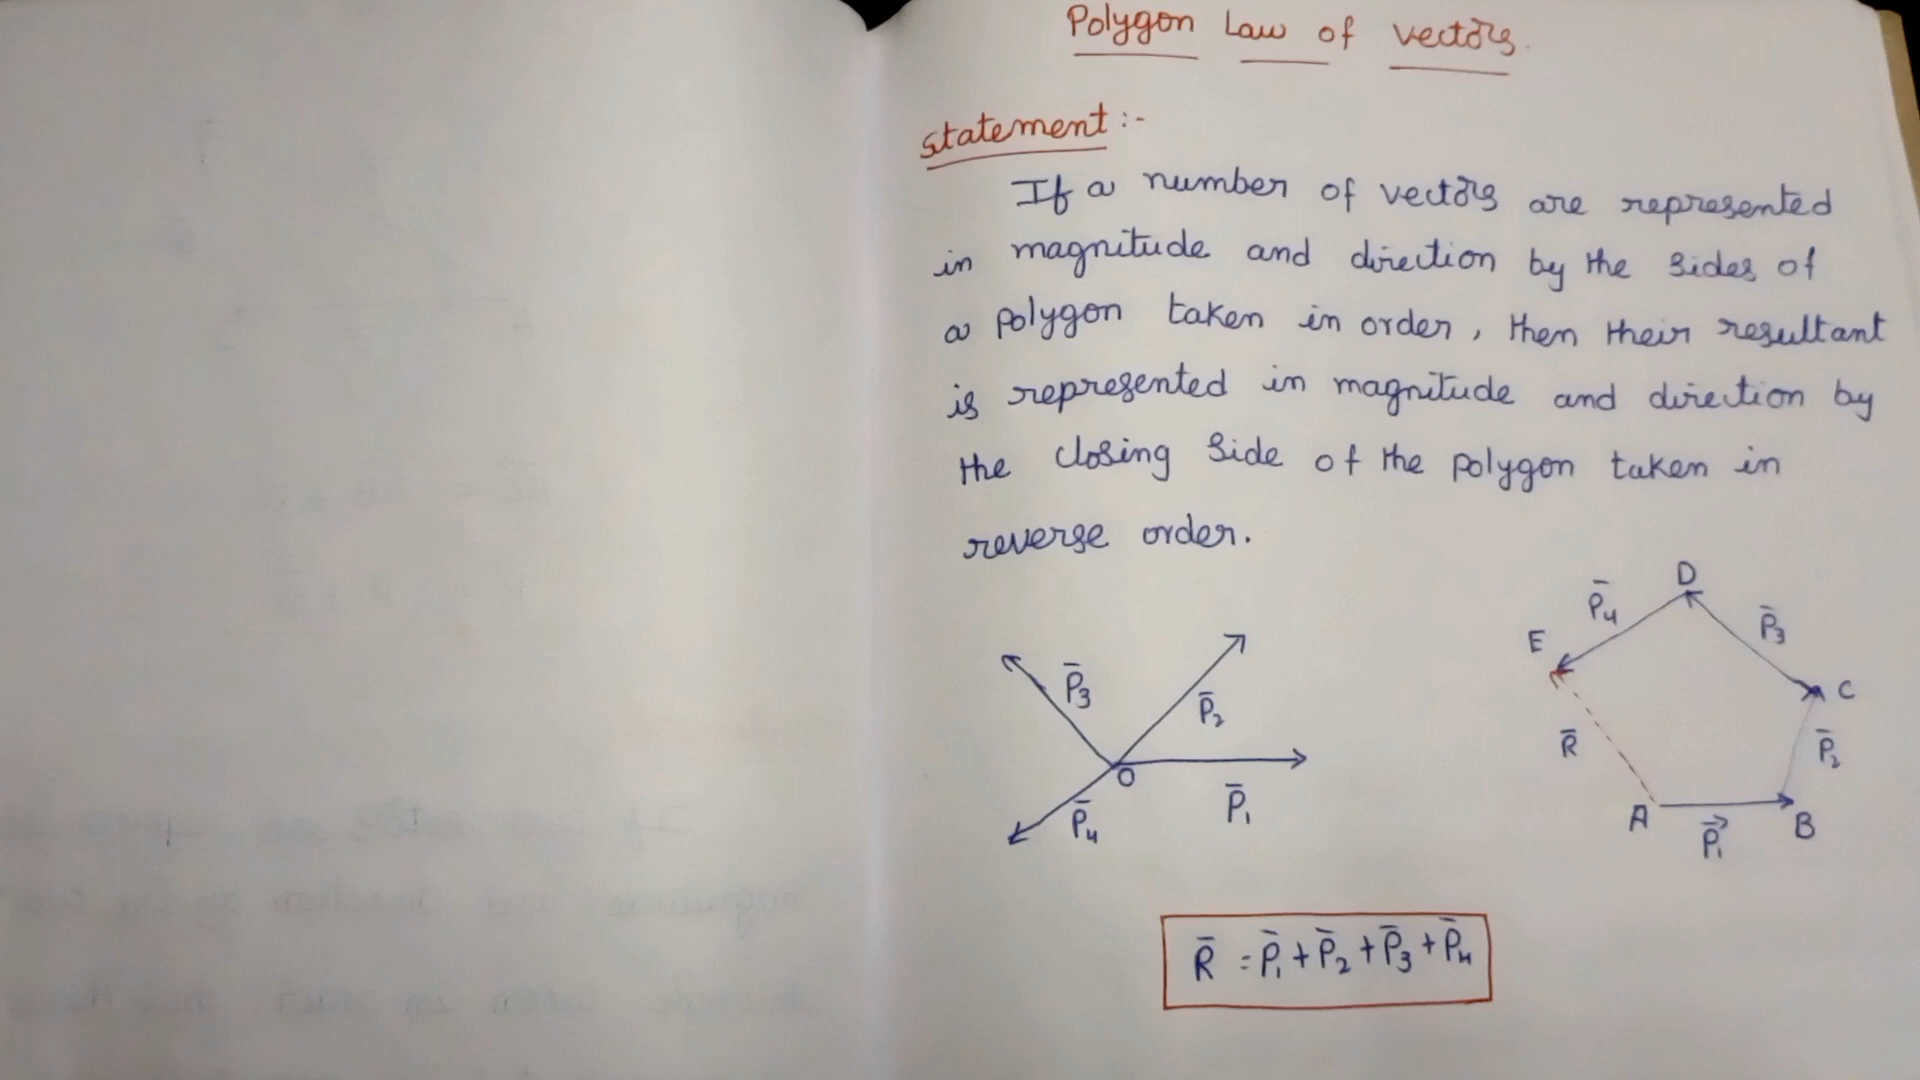 Polygon Law of vectors.
Statement :-
If a number of vectors are represented
in magnitude and direction by the sides of
a polygon taken in order, then their resultant
is represented in magnitude and direction by
the closing side of the polygon taken in
reverse order.
D
P̄4
P̄3
E
C
P̄3
P̄2
R̄
P̄2
O
P̄4
P̄1
A
P⃗1
B
R̄ = P̄1 + P̄2 + P̄3 + P̄4